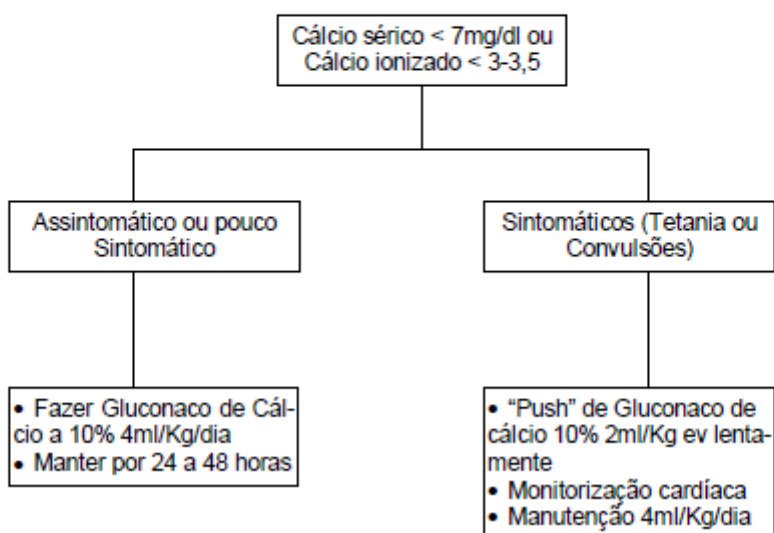 Cálcio sérico < 7mg/dl ou
Cálcio ionizado < 3-3,5
Assintomático ou pouco
Sintomático
Sintomáticos (Tetania ou
Convulsões)
• Fazer Gluconaco de Cál-
cio a 10% 4ml/Kg/dia
• Manter por 24 a 48 horas
• “Push” de Gluconaco de
cálcio 10% 2ml/Kg ev lenta-
mente
• Monitorização cardíaca
• Manutenção 4ml/Kg/dia